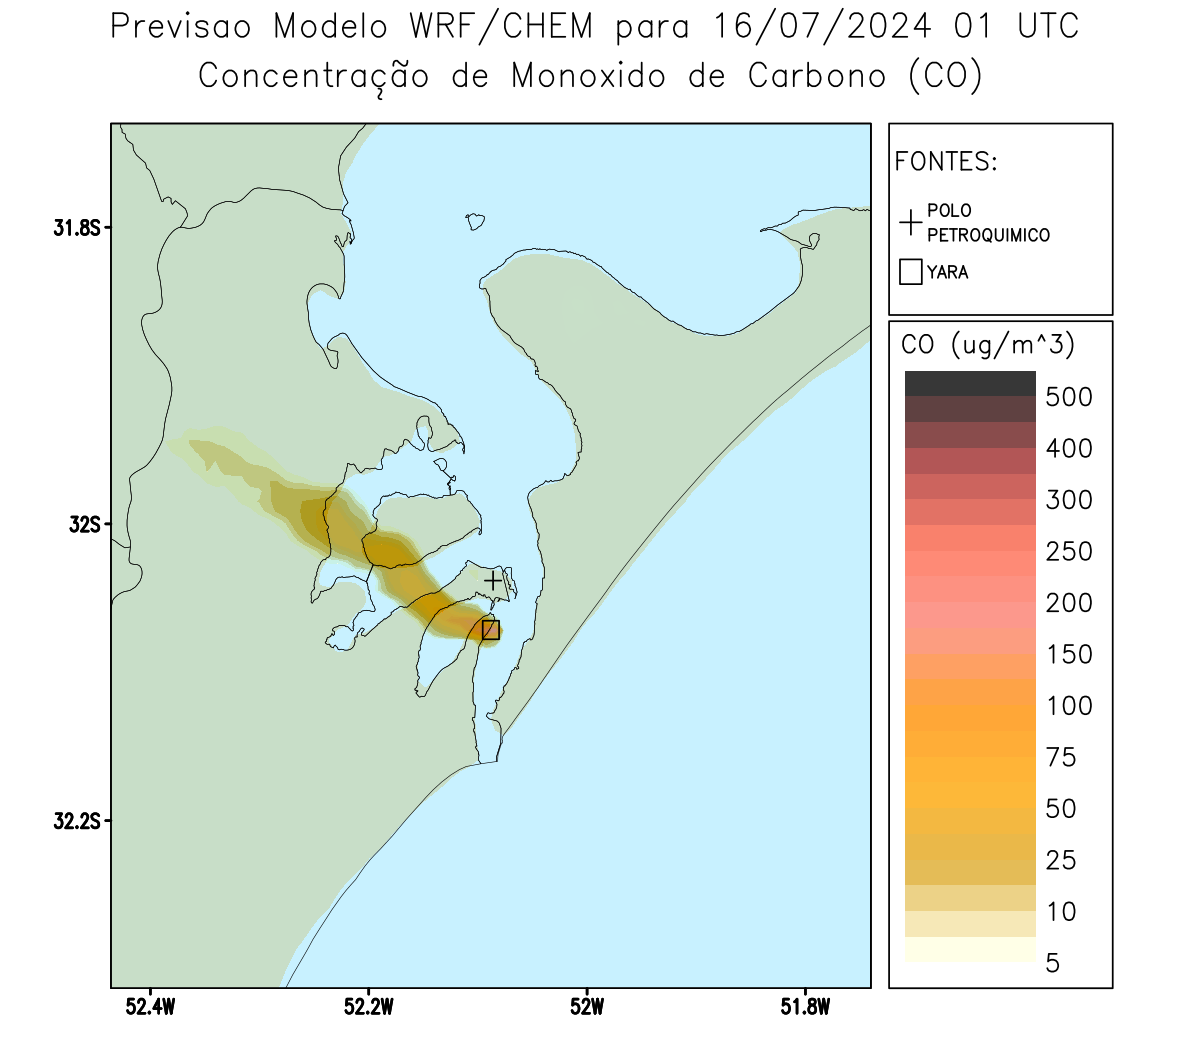 Previsao Modelo WRF/CHEM para 16/07/2024 01 UTC
Concentração de Monoxido de Carbono (CO)
FONTES:
POLO
PETROQUIMICO
YARA
CO (ug/m^3)
500
400
300
250
200
150
100
75
50
25
10
5
31.8S
32S
32.2S
52.4W
52.2W
52W
51.8W